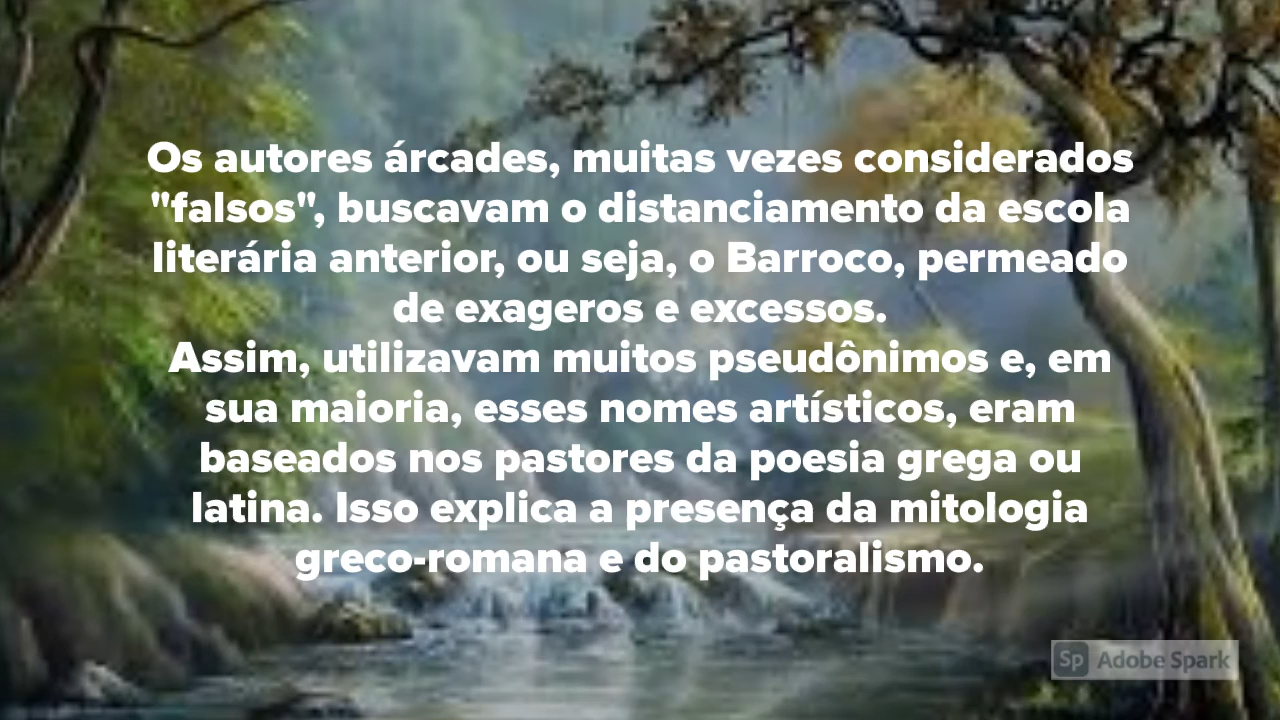 Os autores árcades, muitas vezes considerados
"falsos", buscavam o distanciamento da escola
literária anterior, ou seja, o Barroco, permeado
de exageros e excessos.
Assim, utilizavam muitos pseudônimos e, em
sua maioria, esses nomes artísticos, eram
baseados nos pastores da poesia grega ou
latina. Isso explica a presença da mitologia
greco-romana e do pastoralismo.
Sp Adobe Spark